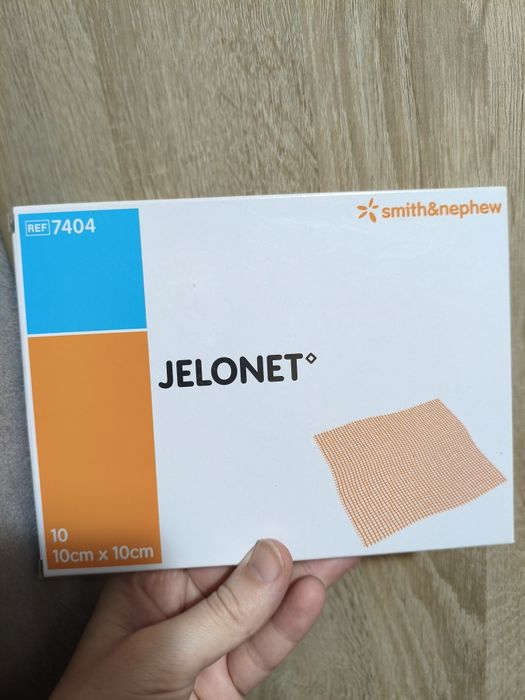 REF 7404
smith&nephew
JELONET◇
10
10cm x 10cm